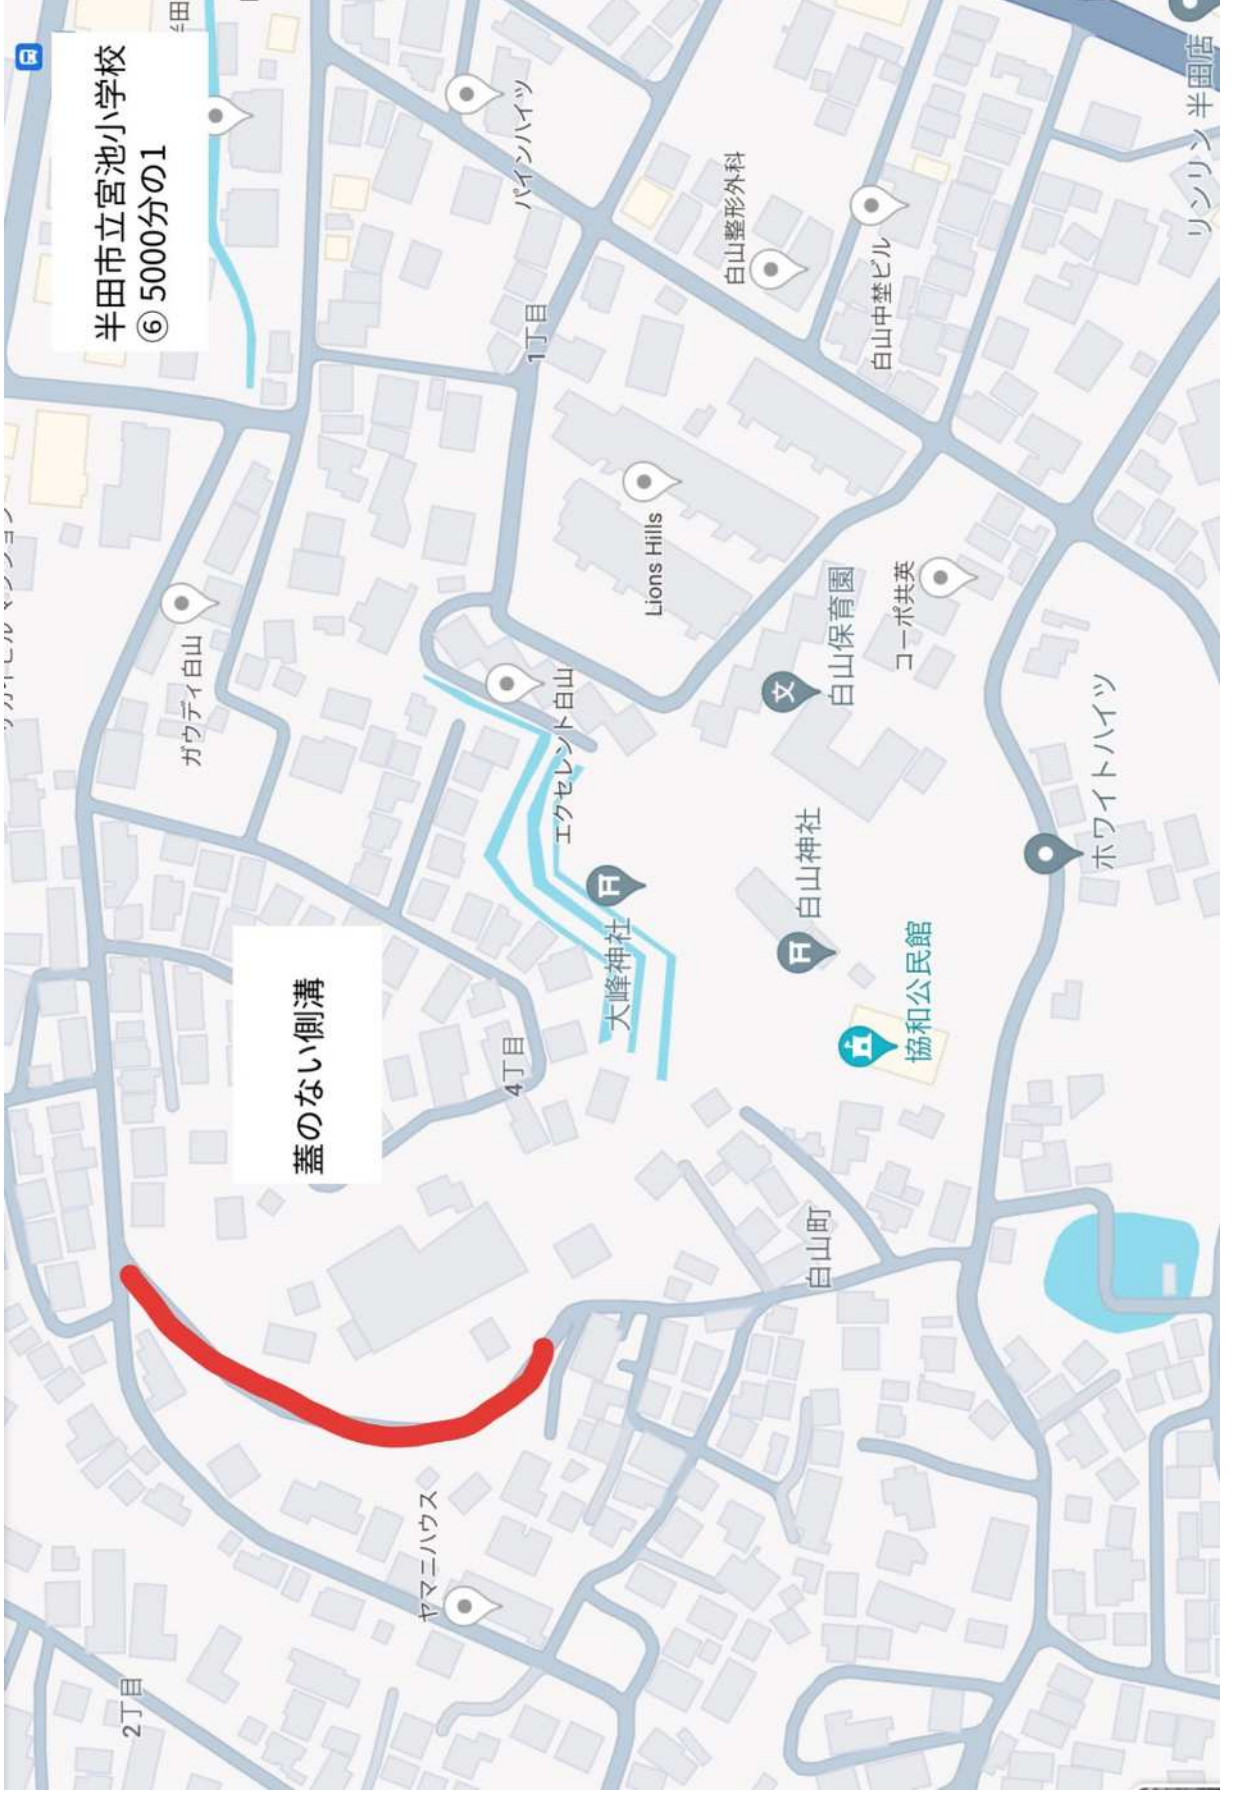 半田市立宮池小学校
⑥ 5000分の1
蓋のない側溝
半田
パインハイツ
リンリン 半田店
白山整形外科
白山中埜ビル
1丁目
Lions Hills
ガウディ白山
エクセレント白山
白山保育園
コーポ共英
ホワイトハイツ
白山神社
大峰神社
協和公民館
4丁目
白山町
ヤマニハウス
2丁目